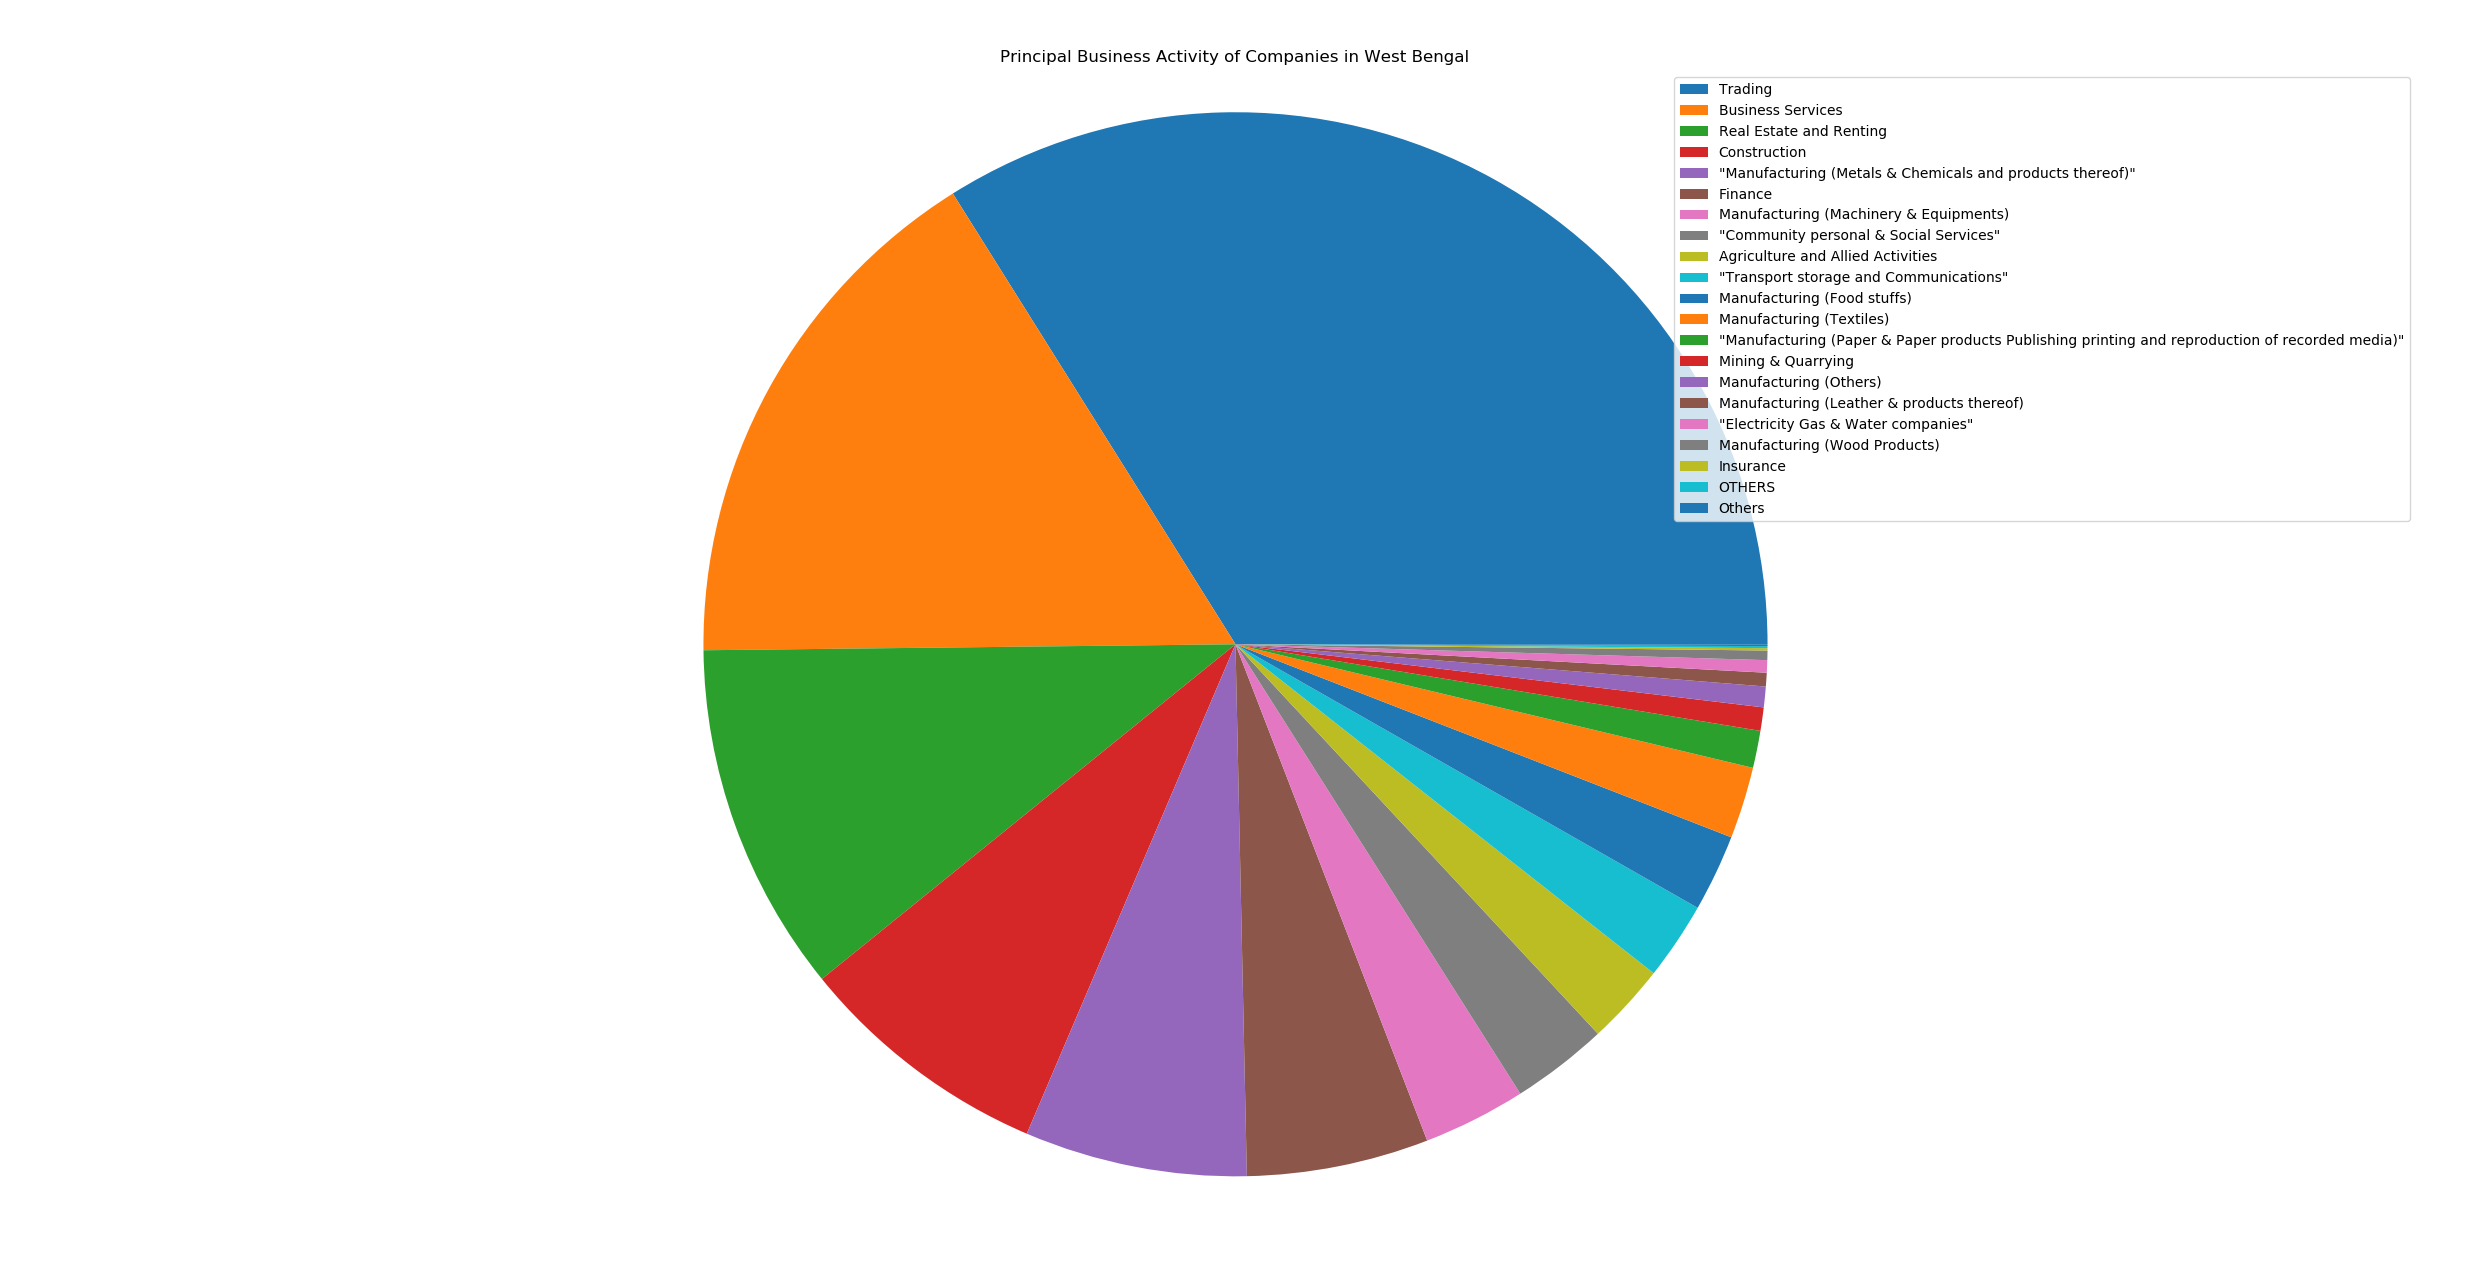 Principal Business Activity of Companies in West Bengal
Trading
Business Services
Real Estate and Renting
Construction
"Manufacturing (Metals & Chemicals and products thereof)"
Finance
Manufacturing (Machinery & Equipments)
"Community personal & Social Services"
Agriculture and Allied Activities
"Transport storage and Communications"
Manufacturing (Food stuffs)
Manufacturing (Textiles)
"Manufacturing (Paper & Paper products Publishing printing and reproduction of recorded media)"
Mining & Quarrying
Manufacturing (Others)
Manufacturing (Leather & products thereof)
"Electricity Gas & Water companies"
Manufacturing (Wood Products)
Insurance
OTHERS
Others